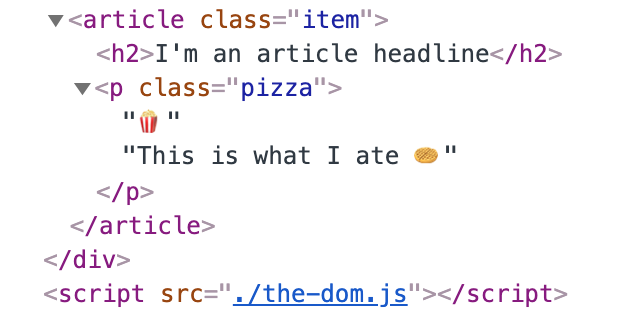 ▼<article class="item">
<h2>I'm an article headline</h2>
▼<p class="pizza">
"🍿"
"This is what I ate 🥧"
</p>
</article>
</div>
<script src="./the-dom.js"></script>